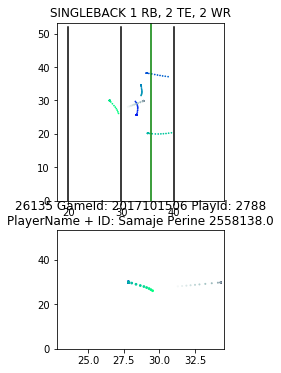 SINGLEBACK 1 RB, 2 TE, 2 WR
50
40
30
20
10
0
20 30 40
26135 GameId: 2017101506 PlayId: 2788
PlayerName + ID: Samaje Perine 2558138.0
40
20
0
25.0 27.5 30.0 32.5